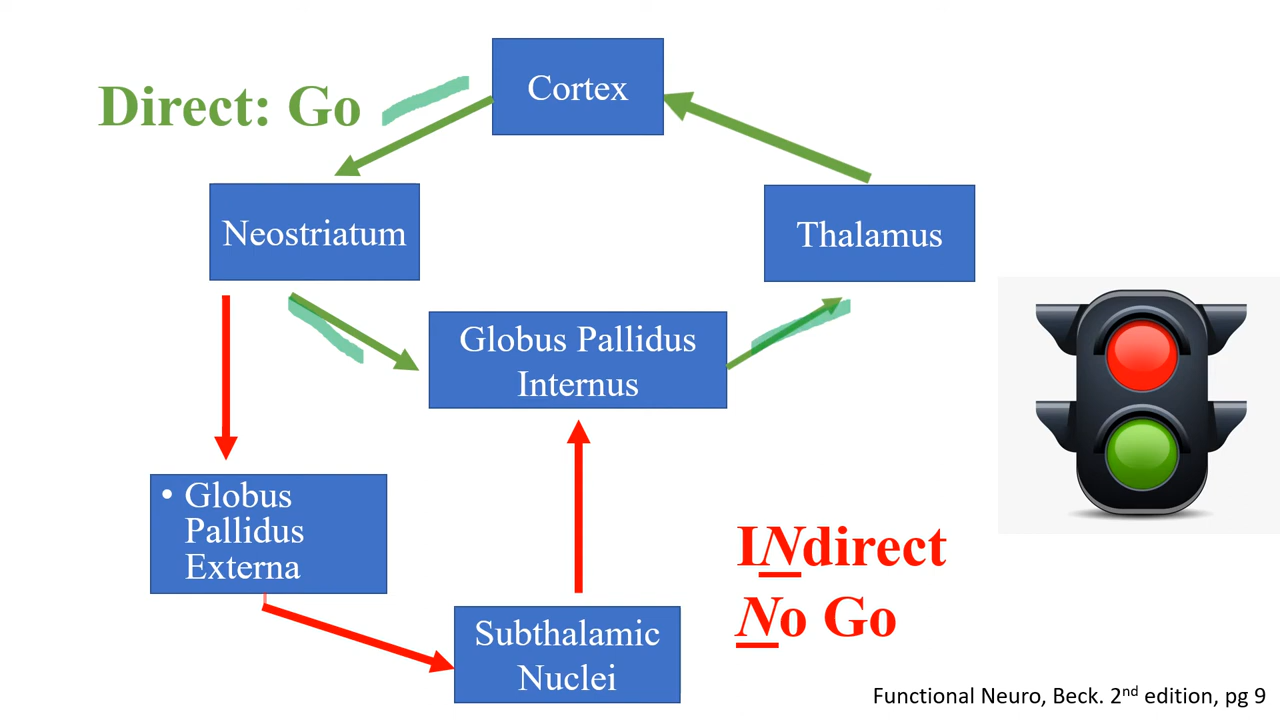 Cortex
Direct: Go
Neostriatum
Thalamus
Globus Pallidus
Internus
• Globus
Pallidus
Externa
INdirect
No Go
Subthalamic
Nuclei
Functional Neuro, Beck. 2nd edition, pg 9